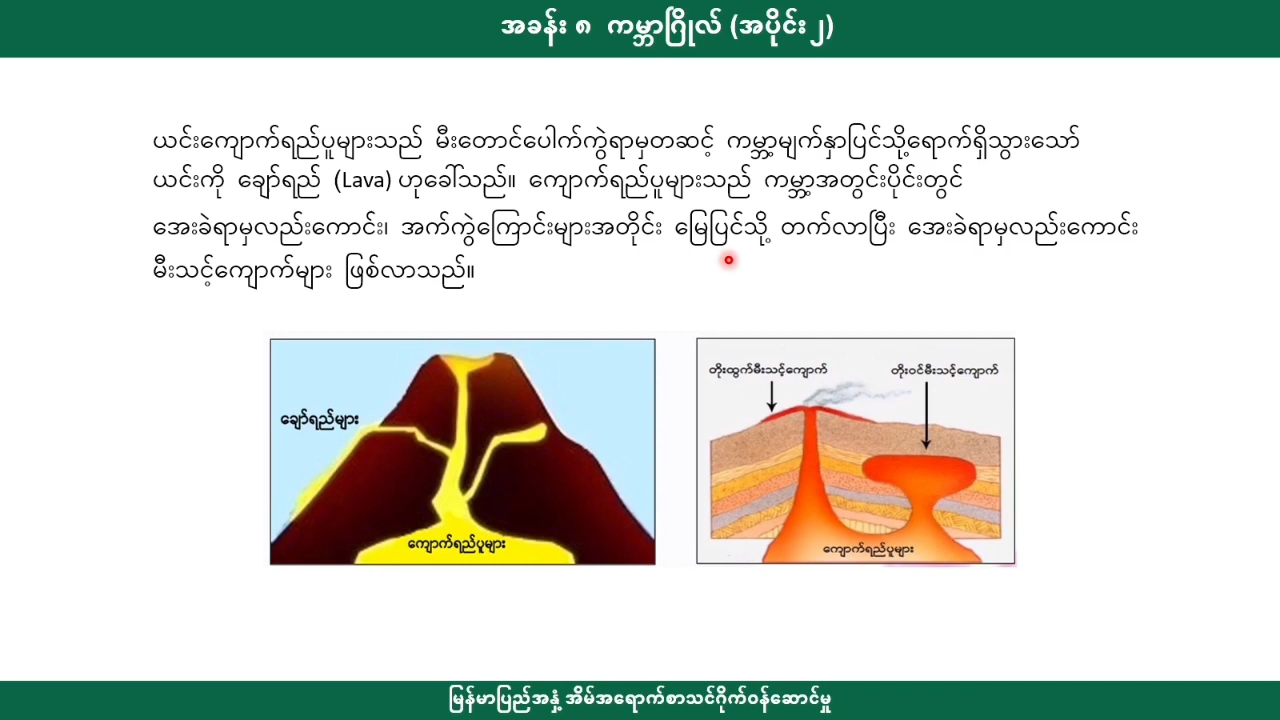 အခန်း ၈ ကမ္ဘာဂြိုလ် (အပိုင်း ၂)
ယင်းကျောက်ရည်ပူများသည် မီးတောင်ပေါက်ကွဲရာမှတဆင့် ကမ္ဘာ့မျက်နှာပြင်သို့ရောက်ရှိသွားသော်
ယင်းကို ချော်ရည် (Lava) ဟုခေါ်သည်။ ကျောက်ရည်ပူများသည် ကမ္ဘာ့အတွင်းပိုင်းတွင်
အေးခဲရာမှလည်းကောင်း၊ အက်ကွဲကြောင်းများအတိုင်း မြေပြင်သို့ တက်လာပြီး အေးခဲရာမှလည်းကောင်း
မီးသင့်ကျောက်များ ဖြစ်လာသည်။
ချော်ရည်များ
ကျောက်ရည်ပူများ
တိုးထွက်မီးသင့်ကျောက်
တိုးဝင်မီးသင့်ကျောက်
ကျောက်ရည်ပူများ
မြန်မာပြည်အနှံ့ အိမ်အရောက်စာသင်ဂိုက်ဝန်ဆောင်မှု